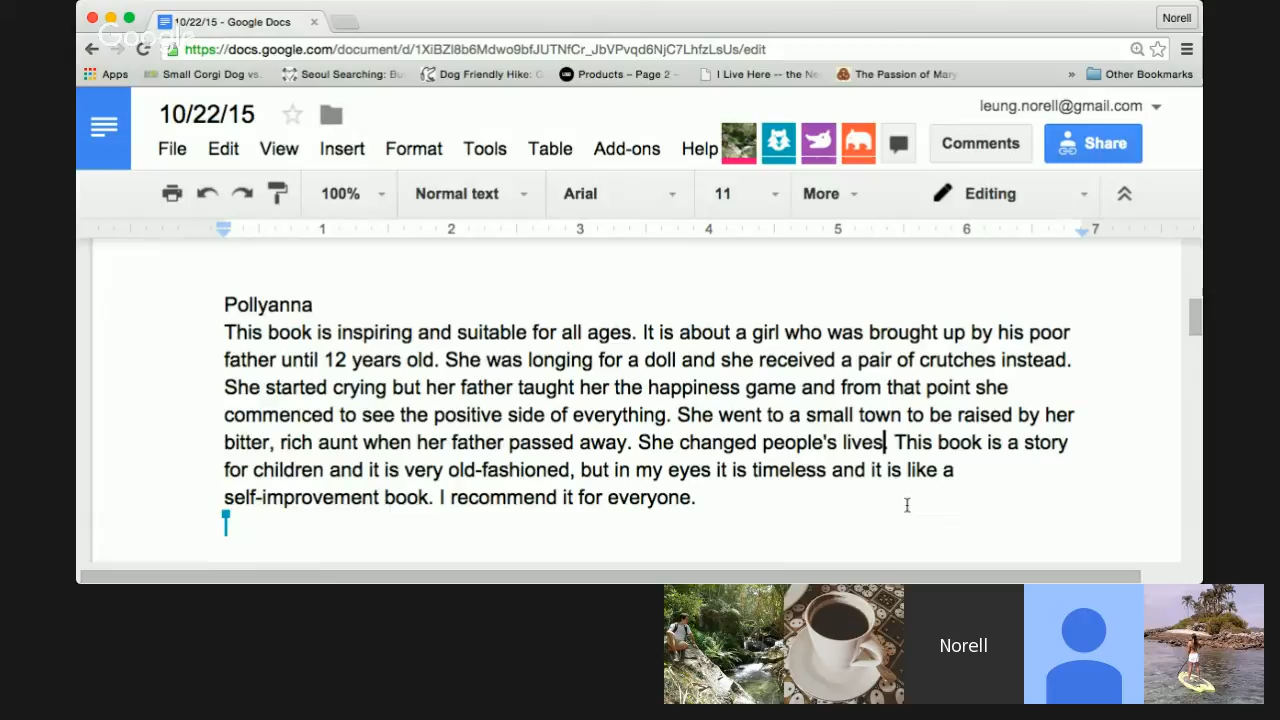 10/22/15 - Google Docs
Norell
Google
https://docs.google.com/document/d/1XiBZl8b6Mdwo9bfJUTNfCr_JbVPvqd6NjC7LhfzLsUs/edit
Apps Small Corgi Dog vs. Seoul Searching: Bu Dog Friendly Hike: Products – Page 2 – I Live Here -- the Ne The Passion of Mary » Other Bookmarks
10/22/15
leung.norell@gmail.com
File Edit View Insert Format Tools Table Add-ons Help Comments Share
100% Normal text Arial 11 More Editing
1 2 3 4 5 6 7
Pollyanna
This book is inspiring and suitable for all ages. It is about a girl who was brought up by his poor
father until 12 years old. She was longing for a doll and she received a pair of crutches instead.
She started crying but her father taught her the happiness game and from that point she
commenced to see the positive side of everything. She went to a small town to be raised by her
bitter, rich aunt when her father passed away. She changed people's lives. This book is a story
for children and it is very old-fashioned, but in my eyes it is timeless and it is like a
self-improvement book. I recommend it for everyone.
Norell